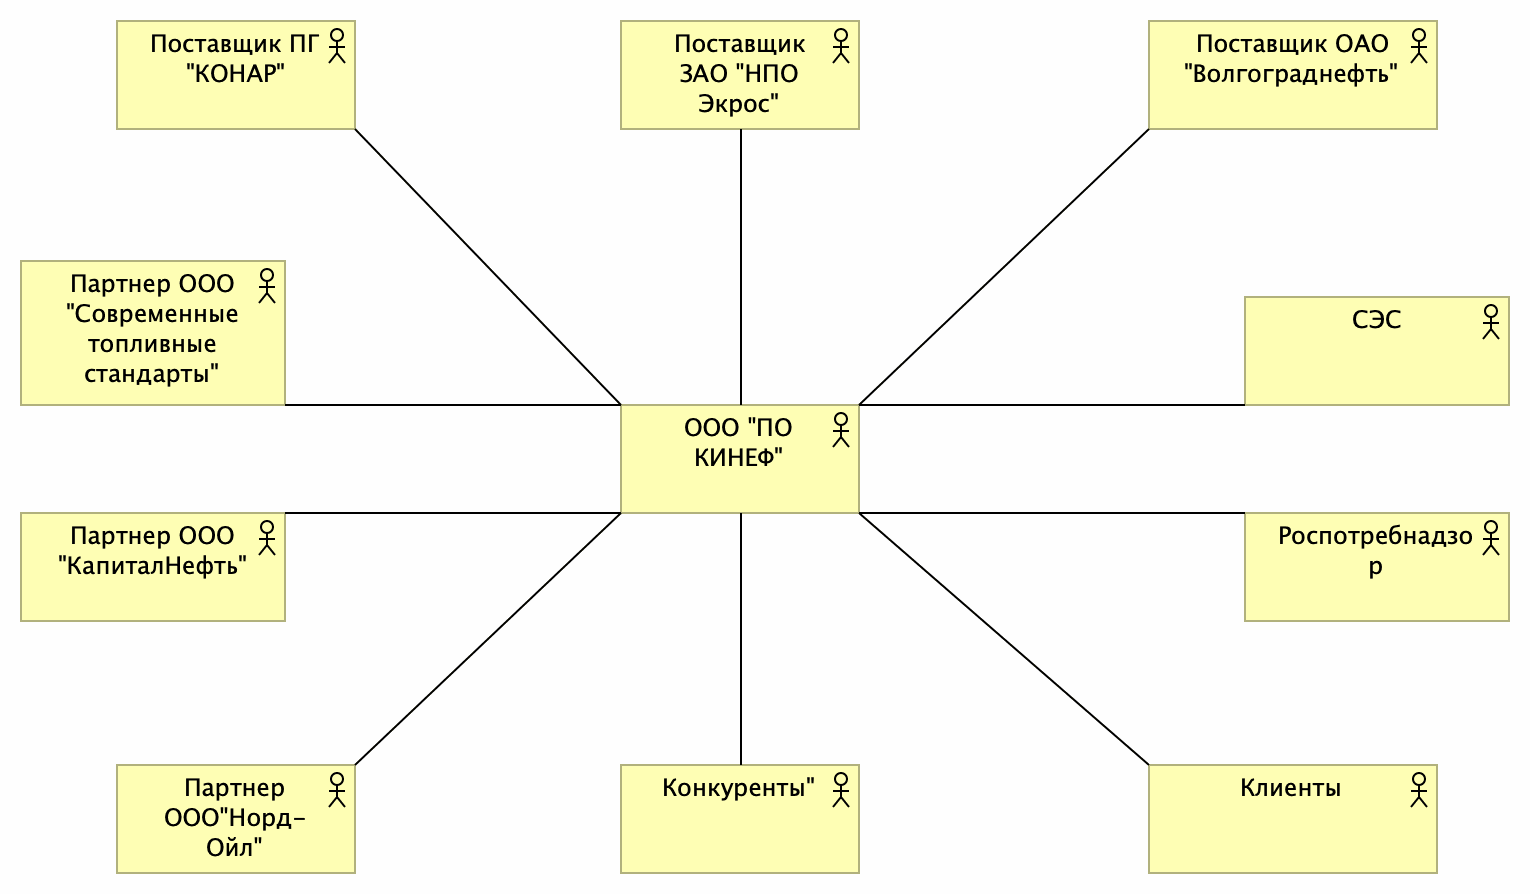 Поставщик ПГ
"КОНАР"
Поставщик
ЗАО "НПО
Экрос"
Поставщик ОАО
"Волгограднефть"
Партнер ООО
"Современные
топливные
стандарты"
СЭС
ООО "ПО
КИНЕФ"
Партнер ООО
"КапиталНефть"
Роспотребнадзо
р
Партнер
ООО"Норд-
Ойл"
Конкуренты"
Клиенты